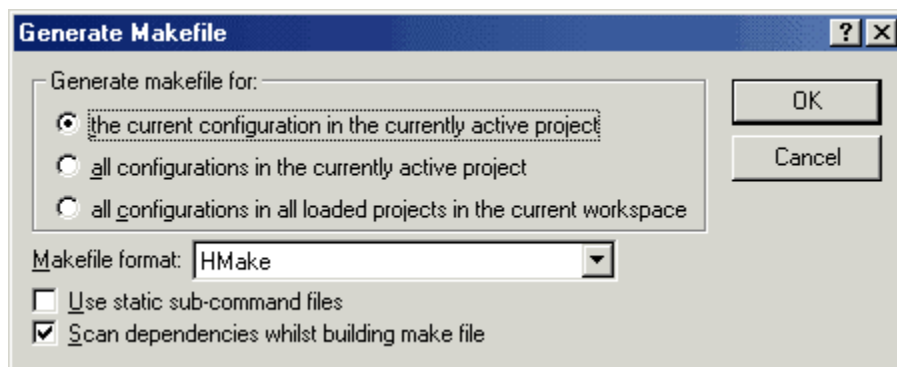 Generate Makefile
Generate makefile for:
the current configuration in the currently active project
all configurations in the currently active project
all configurations in all loaded projects in the current workspace
OK
Cancel
Makefile format: HMake
Use static sub-command files
Scan dependencies whilst building make file